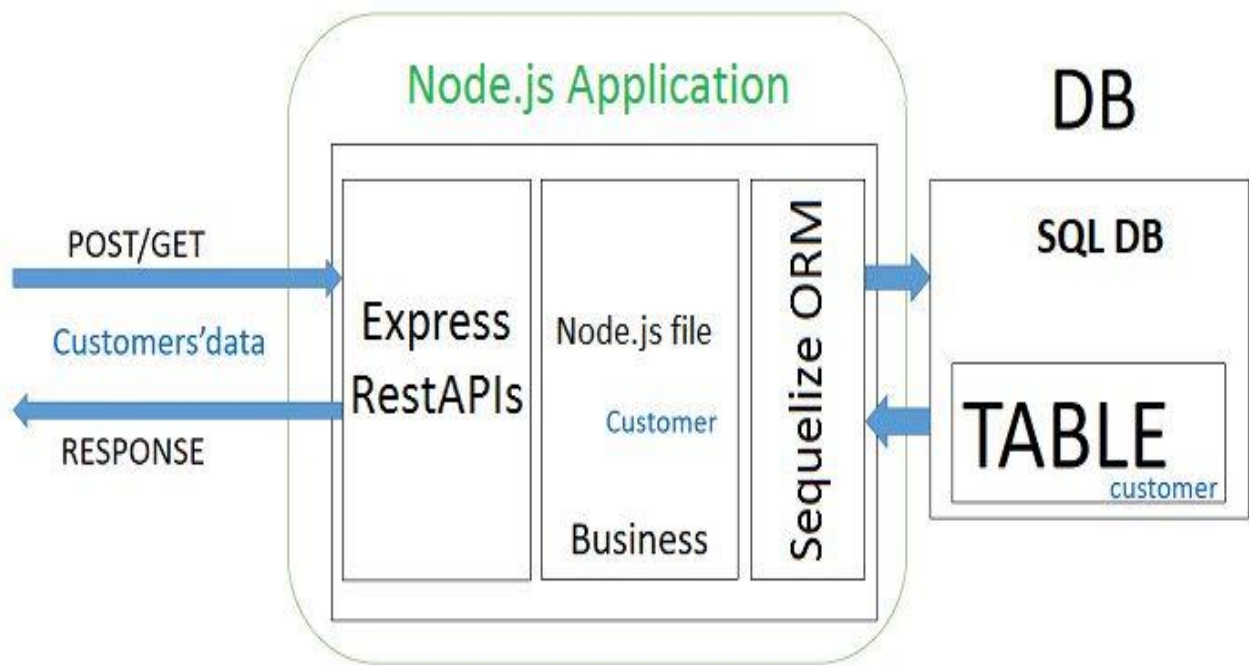 Node.js Application
DB
POST/GET
Customers'data
RESPONSE
Express
RestAPIs
Node.js file
Customer
Business
Sequelize ORM
SQL DB
TABLE
customer